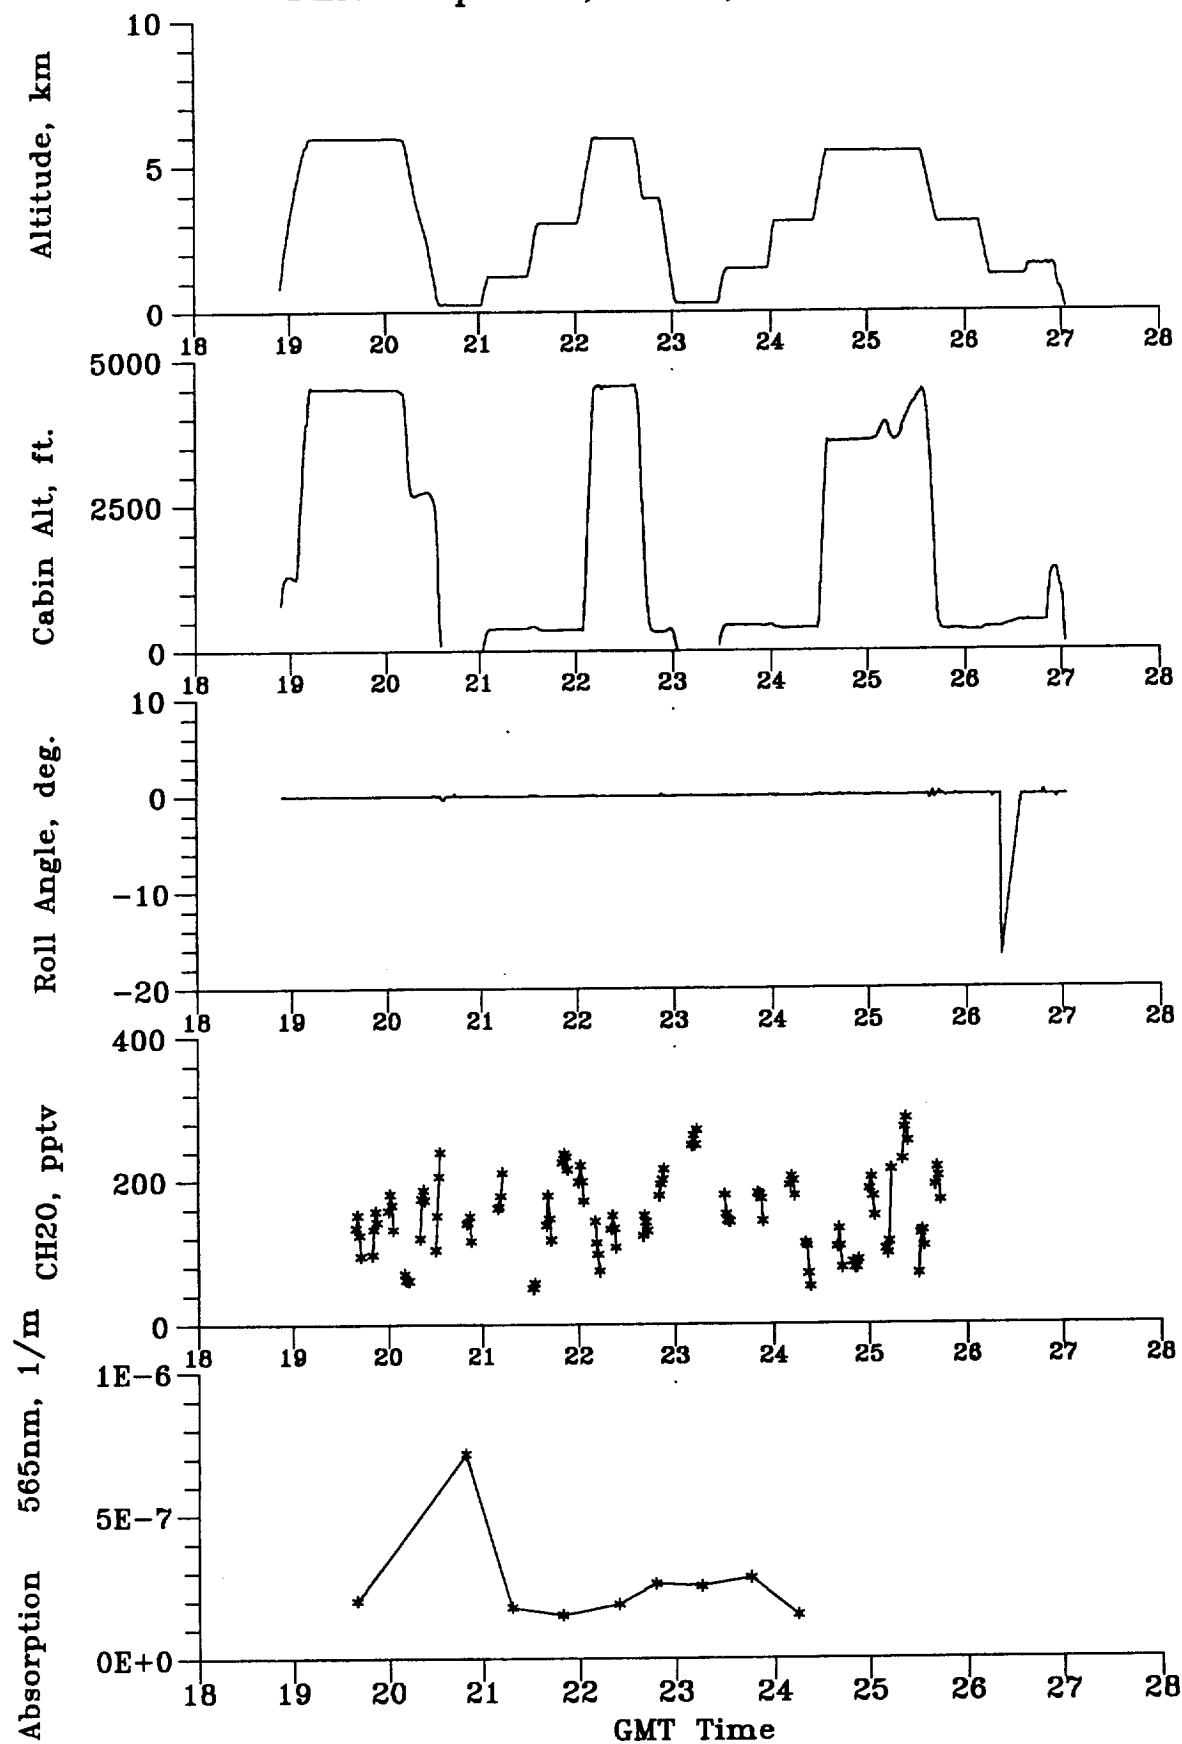 10
Altitude, km
5
0
18 19 20 21 22 23 24 25 26 27 28
5000
Cabin Alt, ft.
2500
0
18 19 20 21 22 23 24 25 26 27 28
10
Roll Angle, deg.
0
-10
-20
18 19 20 21 22 23 24 25 26 27 28
400
CH2O, pptv
200
0
18 19 20 21 22 23 24 25 26 27 28
1E-6
Absorption 565nm, 1/m
5E-7
0E+0
18 19 20 21 22 23 24 25 26 27 28
GMT Time